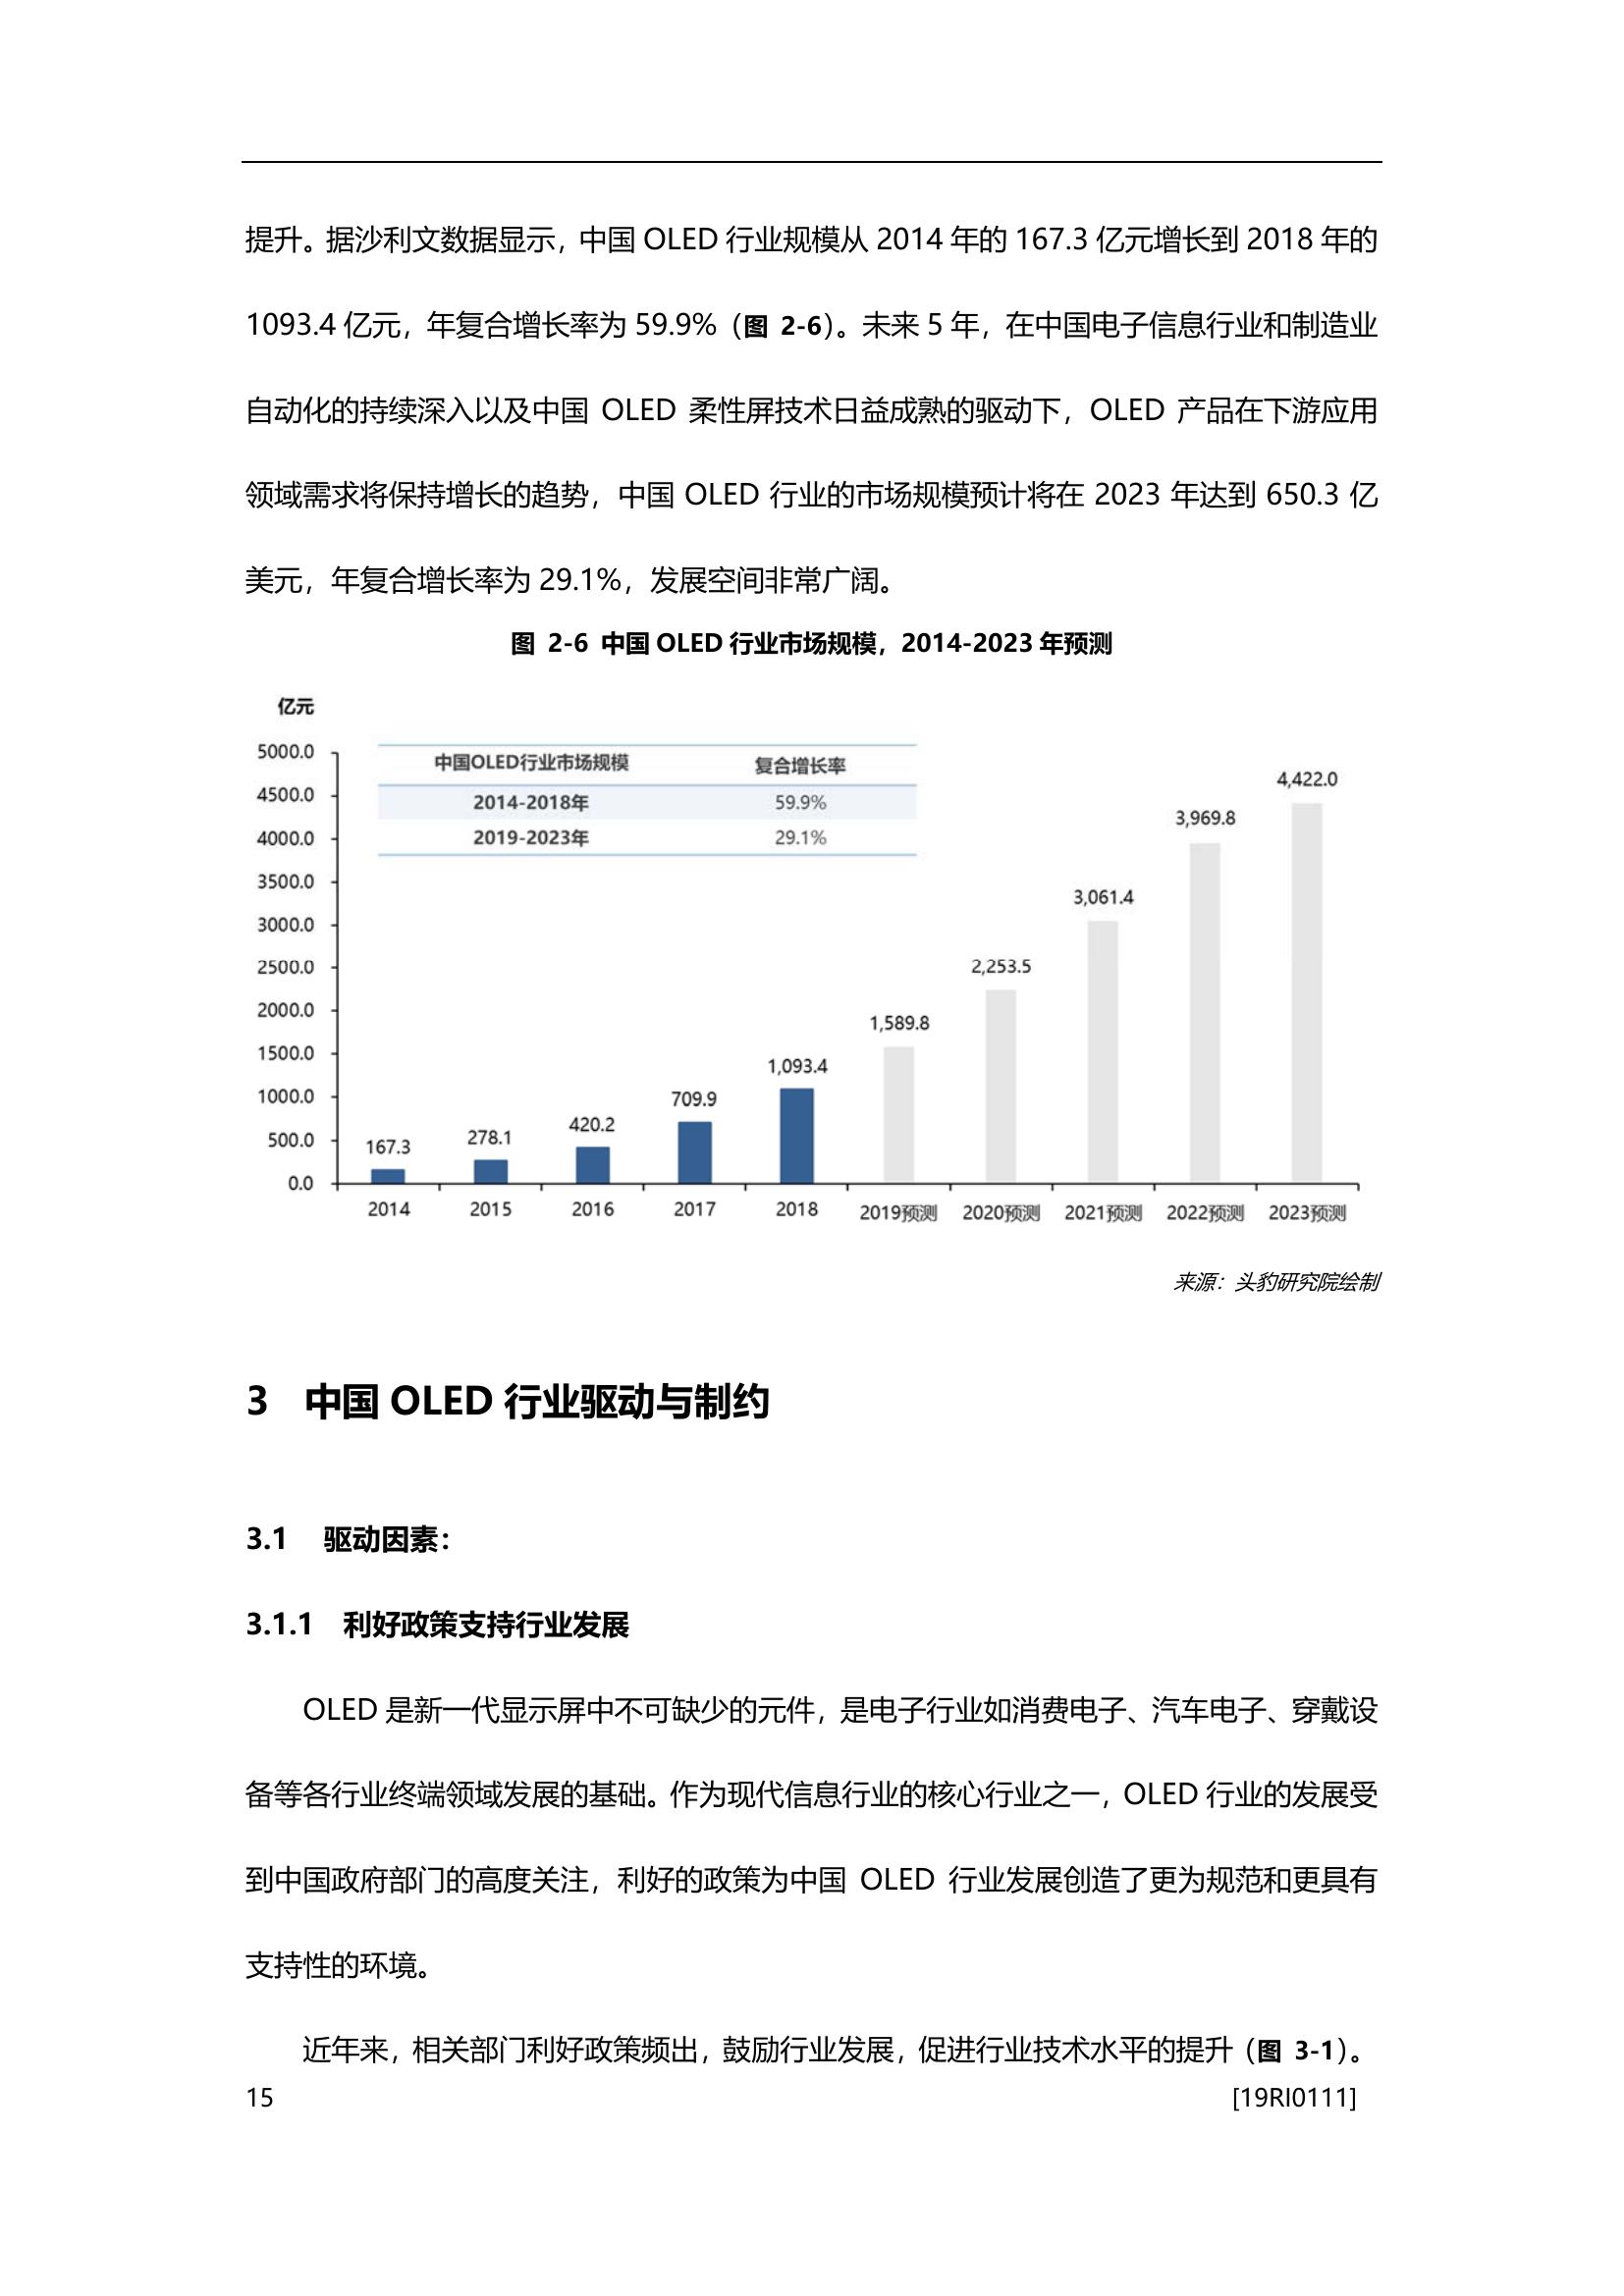 提升。据沙利文数据显示，中国 OLED 行业规模从 2014 年的 167.3 亿元增长到 2018 年的
1093.4 亿元，年复合增长率为 59.9%（图 2-6）。未来 5 年，在中国电子信息行业和制造业
自动化的持续深入以及中国 OLED 柔性屏技术日益成熟的驱动下，OLED 产品在下游应用
领域需求将保持增长的趋势，中国 OLED 行业的市场规模预计将在 2023 年达到 650.3 亿
美元，年复合增长率为 29.1%，发展空间非常广阔。
图 2-6 中国 OLED 行业市场规模，2014-2023 年预测
亿元
中国OLED行业市场规模 复合增长率
2014-2018年 59.9%
2019-2023年 29.1%
5000.0
4500.0
4000.0
3500.0
3000.0
2500.0
2000.0
1500.0
1000.0
500.0
0.0
167.3
278.1
420.2
709.9
1,093.4
1,589.8
2,253.5
3,061.4
3,969.8
4,422.0
2014 2015 2016 2017 2018 2019预测 2020预测 2021预测 2022预测 2023预测
来源：头豹研究院绘制
3 中国 OLED 行业驱动与制约
3.1 驱动因素：
3.1.1 利好政策支持行业发展
OLED 是新一代显示屏中不可缺少的元件，是电子行业如消费电子、汽车电子、穿戴设
备等各行业终端领域发展的基础。作为现代信息行业的核心行业之一，OLED 行业的发展受
到中国政府部门的高度关注，利好的政策为中国 OLED 行业发展创造了更为规范和更具有
支持性的环境。
近年来，相关部门利好政策频出，鼓励行业发展，促进行业技术水平的提升（图 3-1）。
15 [19RI0111]